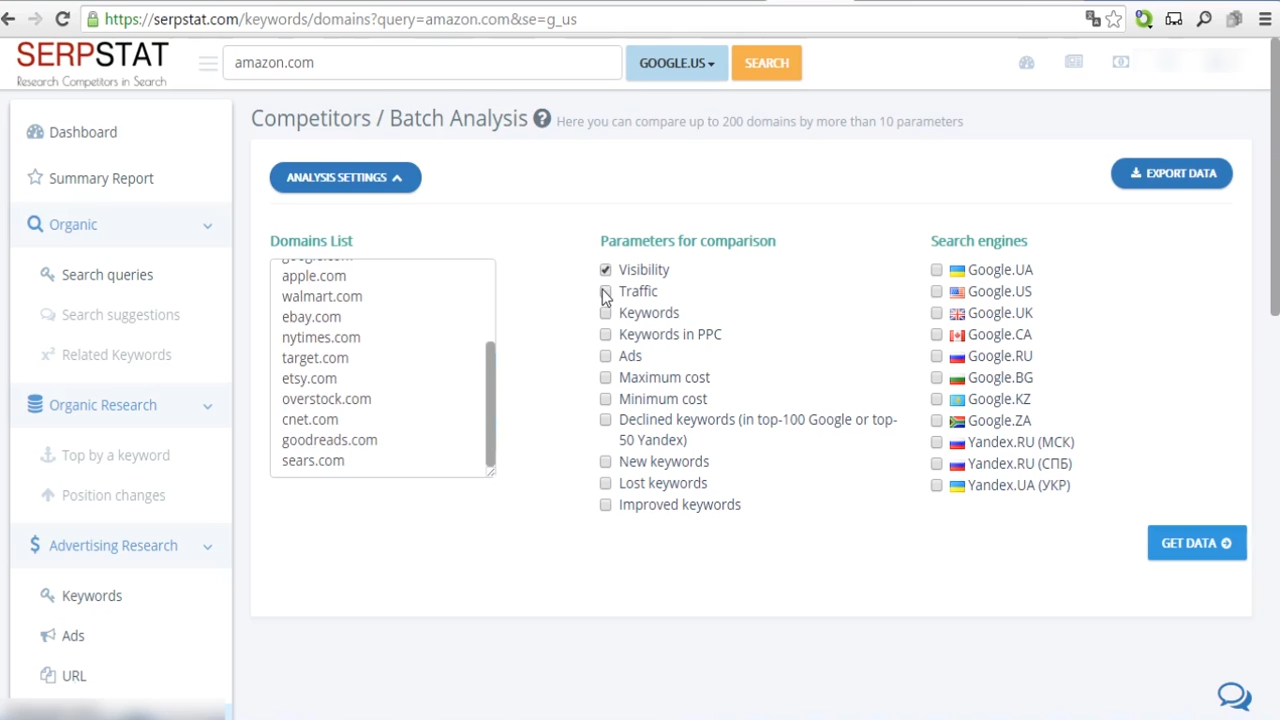 https://serpstat.com/keywords/domains?query=amazon.com&se=g_us
SERPSTAT
Research Competitors in Search
amazon.com
GOOGLE.US
SEARCH
Dashboard
Summary Report
Organic
Search queries
Search suggestions
x² Related Keywords
Organic Research
Top by a keyword
Position changes
$ Advertising Research
Keywords
Ads
URL
Competitors / Batch Analysis ? Here you can compare up to 200 domains by more than 10 parameters
ANALYSIS SETTINGS
EXPORT DATA
Domains List
google.com
apple.com
walmart.com
ebay.com
nytimes.com
target.com
etsy.com
overstock.com
cnet.com
goodreads.com
sears.com
Parameters for comparison
Visibility
Traffic
Keywords
Keywords in PPC
Ads
Maximum cost
Minimum cost
Declined keywords (in top-100 Google or top-
50 Yandex)
New keywords
Lost keywords
Improved keywords
Search engines
Google.UA
Google.US
Google.UK
Google.CA
Google.RU
Google.BG
Google.KZ
Google.ZA
Yandex.RU (МСК)
Yandex.RU (СПБ)
Yandex.UA (УКР)
GET DATA